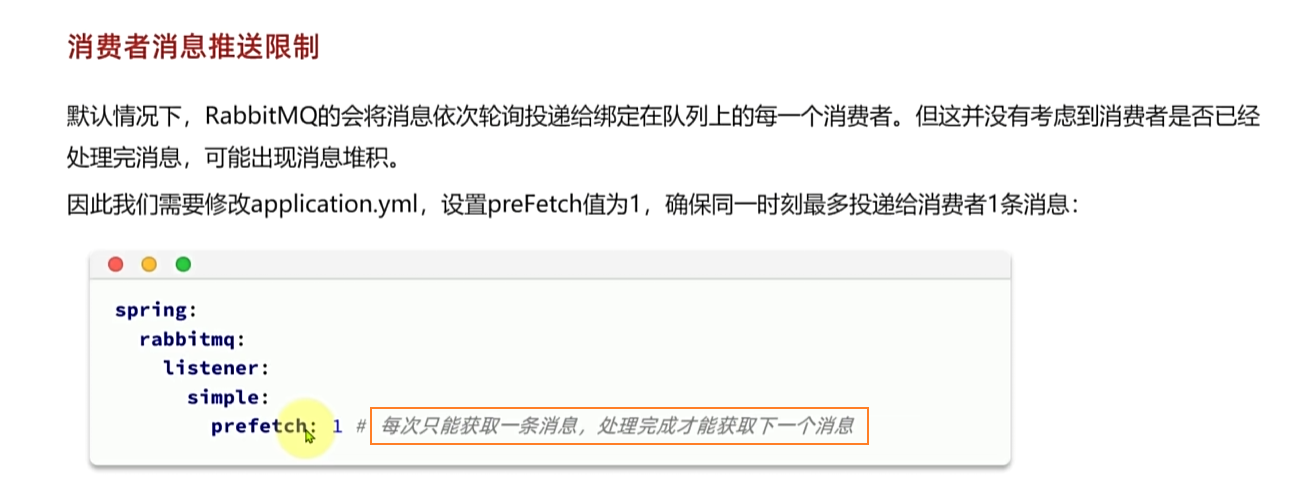 消费者消息推送限制
默认情况下，RabbitMQ的会将消息依次轮询投递给绑定在队列上的每一个消费者。但这并没有考虑到消费者是否已经
处理完消息，可能出现消息堆积。
因此我们需要修改application.yml，设置preFetch值为1，确保同一时刻最多投递给消费者1条消息：
spring:
  rabbitmq:
    listener:
      simple:
        prefetch: 1 # 每次只能获取一条消息，处理完成才能获取下一个消息